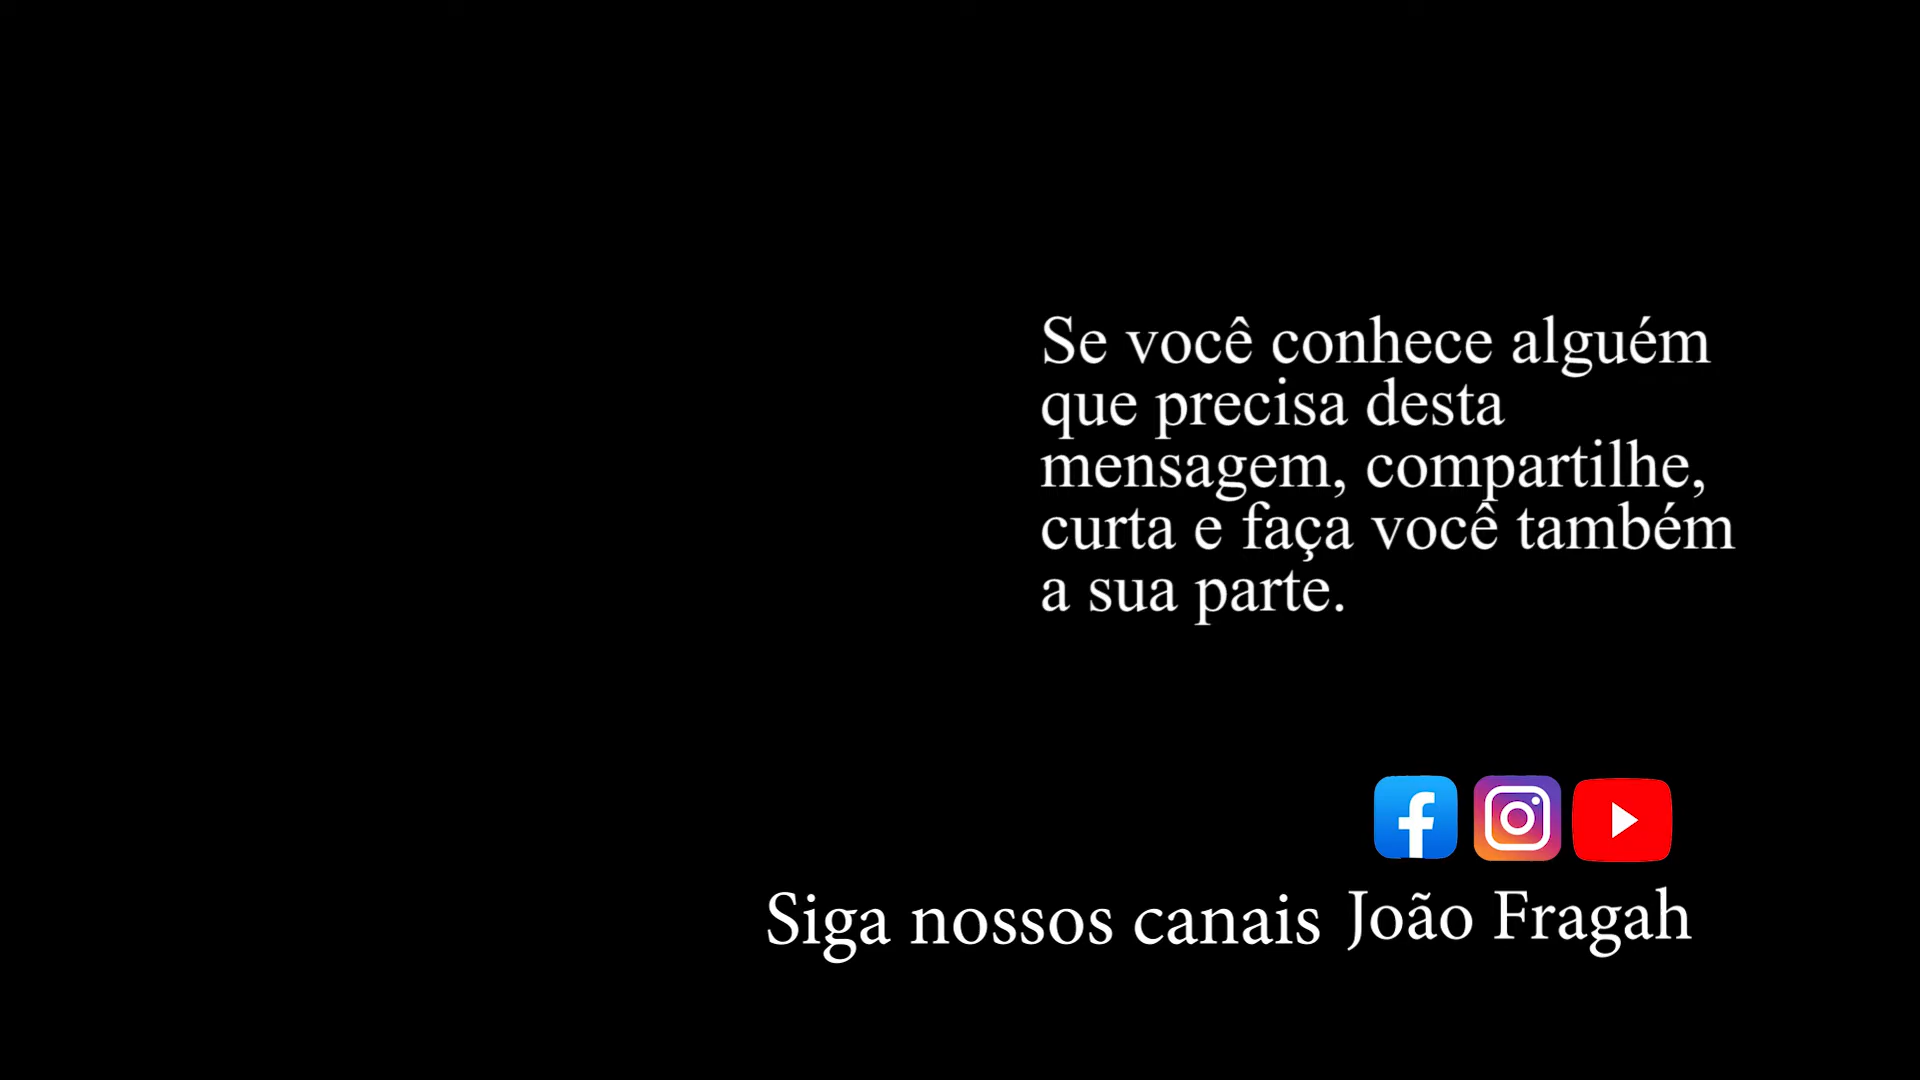 Se você conhece alguém
que precisa desta
mensagem, compartilhe,
curta e faça você também
a sua parte.
Siga nossos canais João Fragah